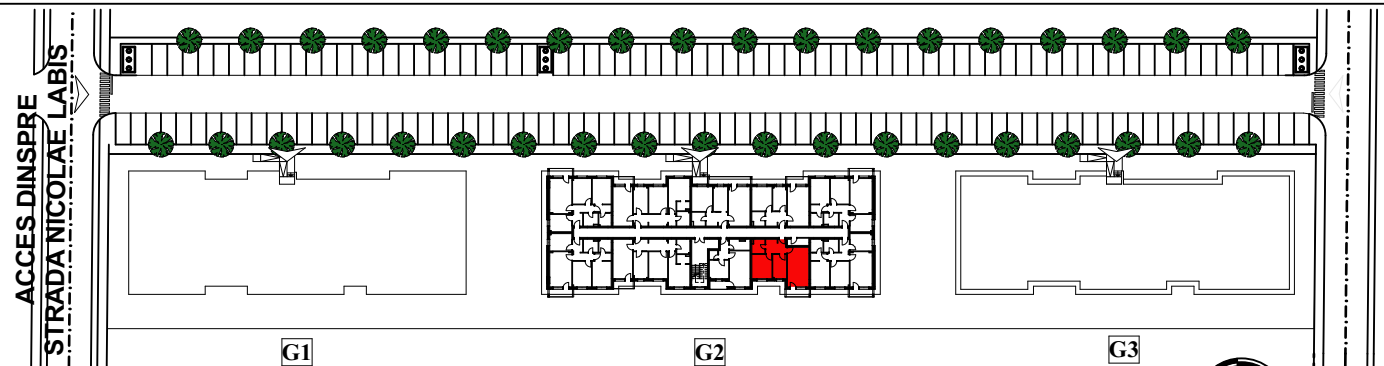 ACCES DINSPRE
STRADA NICOLAE LABIS
G1
G2
G3